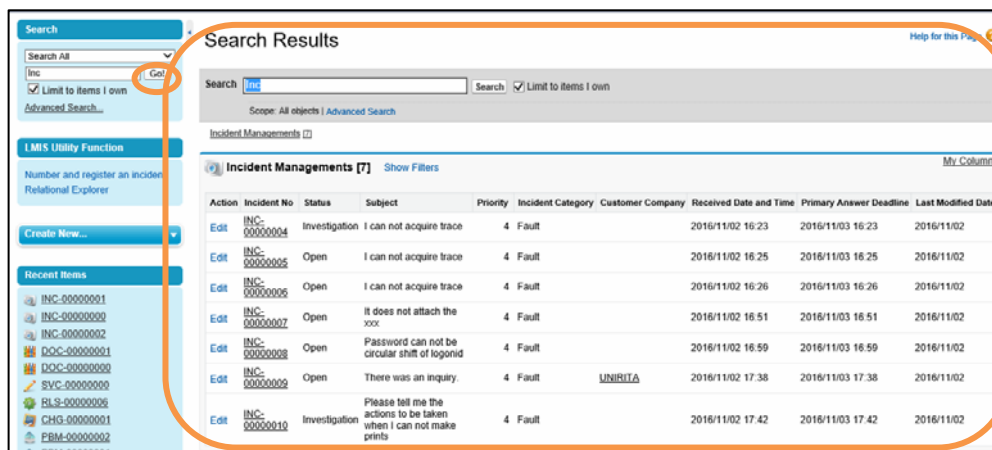 Search
Search All
Inc Go!
Limit to items I own
Advanced Search...
LMIS Utility Function
Number and register an inciden
Relational Explorer
Create New...
Recent Items
INC-00000001
INC-00000000
INC-00000002
DOC-00000001
DOC-00000000
SVC-00000000
RLS-00000006
CHG-00000001
PBM-00000002
Search Results
Help for this Page
Search Inc Search Limit to items I own
Scope: All objects | Advanced Search
Incident Managements [7]
Incident Managements [7] Show Filters
My Column
Action Incident No Status Subject Priority Incident Category Customer Company Received Date and Time Primary Answer Deadline Last Modified Date
Edit INC-00000004 Investigation I can not acquire trace 4 Fault 2016/11/02 16:23 2016/11/03 16:23 2016/11/02
Edit INC-00000005 Open I can not acquire trace 4 Fault 2016/11/02 16:25 2016/11/03 16:25 2016/11/02
Edit INC-00000006 Open I can not acquire trace 4 Fault 2016/11/02 16:26 2016/11/03 16:26 2016/11/02
Edit INC-00000007 Open It does not attach the xxx 4 Fault 2016/11/02 16:51 2016/11/03 16:51 2016/11/02
Edit INC-00000008 Open Password can not be circular shift of logonid 4 Fault 2016/11/02 16:59 2016/11/03 16:59 2016/11/02
Edit INC-00000009 Open There was an inquiry. 4 Fault UNIRITA 2016/11/02 17:38 2016/11/03 17:38 2016/11/02
Edit INC-00000010 Investigation Please tell me the actions to be taken when I can not make prints 4 Fault 2016/11/02 17:42 2016/11/03 17:42 2016/11/02